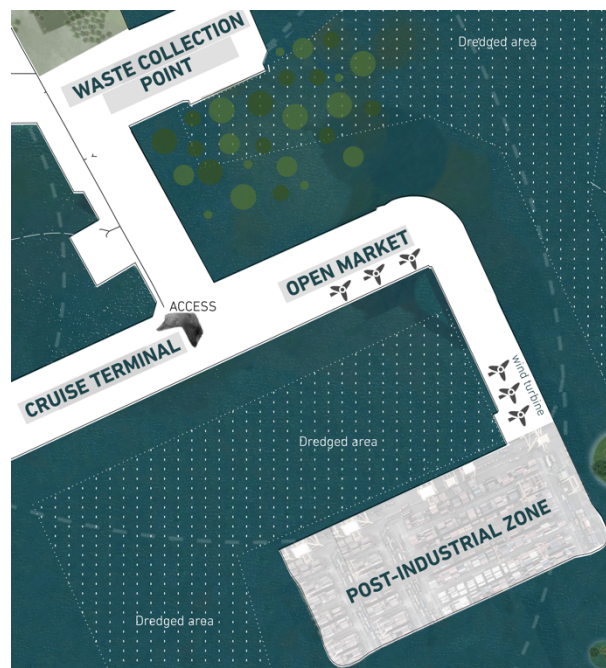 Dredged area
WASTE COLLECTION
POINT
OPEN MARKET
ACCESS
CRUISE TERMINAL
wind turbine
Dredged area
POST-INDUSTRIAL ZONE
Dredged area